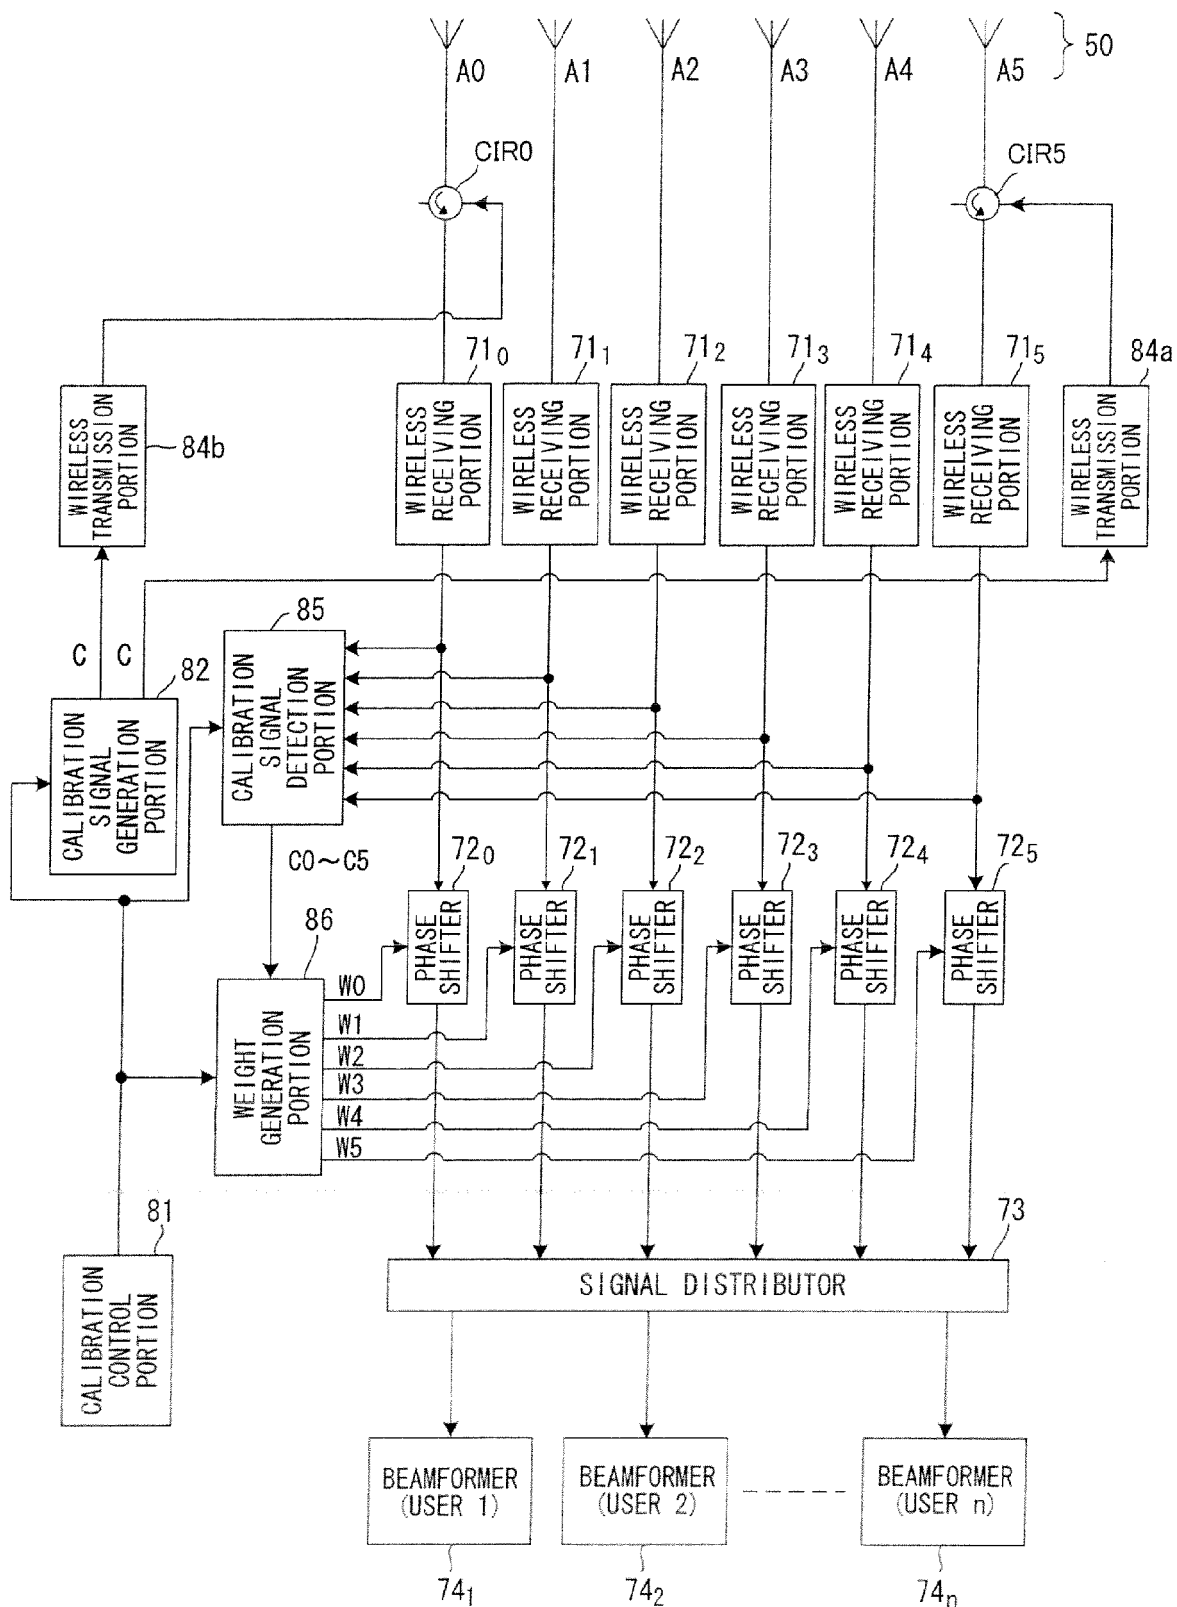 A0
A1
A2
A3
A4
A5
50
CIR0
CIR5
71₀
71₁
71₂
71₃
71₄
71₅
84a
WIRELESS
TRANSMISSION
PORTION
84b
WIRELESS
RECEIVING
PORTION
WIRELESS
RECEIVING
PORTION
WIRELESS
RECEIVING
PORTION
WIRELESS
RECEIVING
PORTION
WIRELESS
RECEIVING
PORTION
WIRELESS
RECEIVING
PORTION
WIRELESS
TRANSMISSION
PORTION
C
C
82
85
CALIBRATION
SIGNAL
GENERATION
PORTION
CALIBRATION
SIGNAL
DETECTION
PORTION
C0~C5
72₀
72₁
72₂
72₃
72₄
72₅
PHASE
SHIFTER
PHASE
SHIFTER
PHASE
SHIFTER
PHASE
SHIFTER
PHASE
SHIFTER
PHASE
SHIFTER
86
WEIGHT
GENERATION
PORTION
W0
W1
W2
W3
W4
W5
81
CALIBRATION
CONTROL
PORTION
73
SIGNAL DISTRIBUTOR
BEAMFORMER
(USER 1)
BEAMFORMER
(USER 2)
BEAMFORMER
(USER n)
74₁
74₂
74ₙ